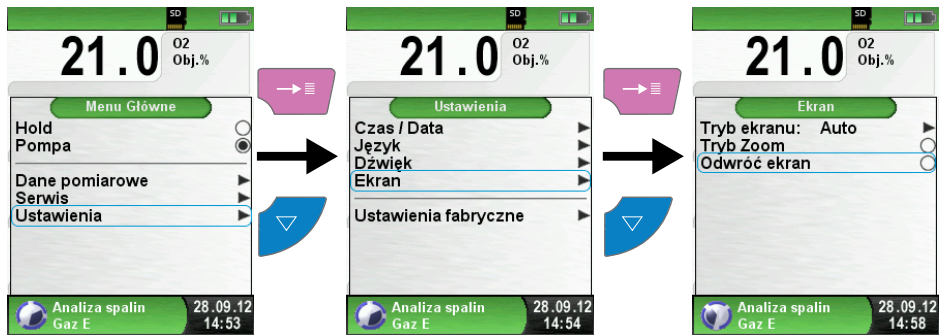 SD
21.0 O2
Obj.%
Menu Główne
Hold
Pompa
Dane pomiarowe
Serwis
Ustawienia
Analiza spalin 28.09.12
Gaz E 14:53
SD
21.0 O2
Obj.%
Ustawienia
Czas / Data
Język
Dźwięk
Ekran
Ustawienia fabryczne
Analiza spalin 28.09.12
Gaz E 14:54
SD
21.0 O2
Obj.%
Ekran
Tryb ekranu: Auto
Tryb Zoom
Odwróć ekran
Analiza spalin 28.09.12
Gaz E 14:58